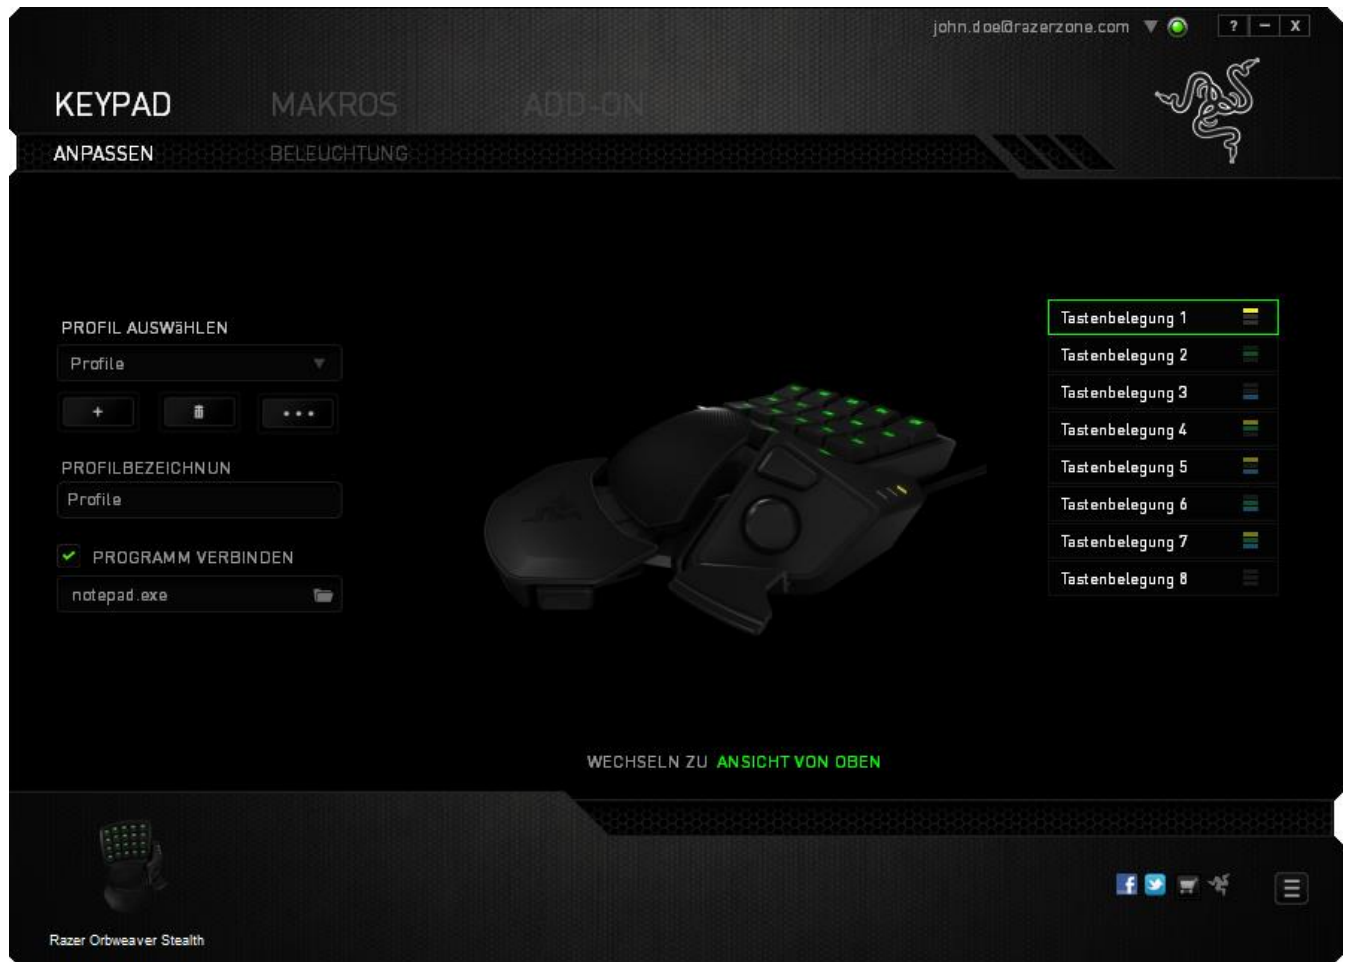 john.doe@razerzone.com
? – X
KEYPAD MAKROS ADD-ON
ANPASSEN BELEUCHTUNG
PROFIL AUSWäHLEN
Profile
+ •••
PROFILBEZEICHNUN
Profile
PROGRAMM VERBINDEN
notepad.exe
Tastenbelegung 1
Tastenbelegung 2
Tastenbelegung 3
Tastenbelegung 4
Tastenbelegung 5
Tastenbelegung 6
Tastenbelegung 7
Tastenbelegung 8
WECHSELN ZU ANSICHT VON OBEN
Razer Orbweaver Stealth